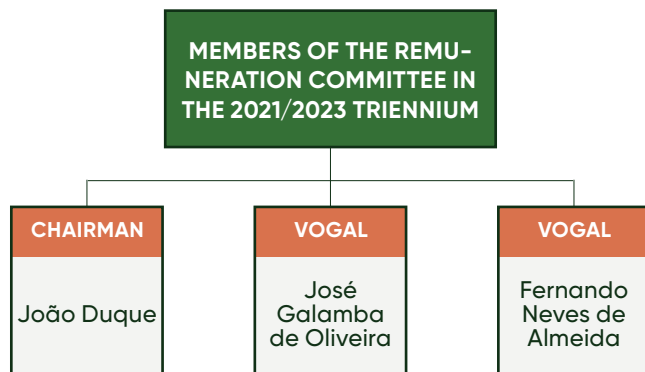 MEMBERS OF THE REMU-
NERATION COMMITTEE IN
THE 2021/2023 TRIENNIUM
CHAIRMAN
João Duque
VOGAL
José
Galamba
de Oliveira
VOGAL
Fernando
Neves de
Almeida